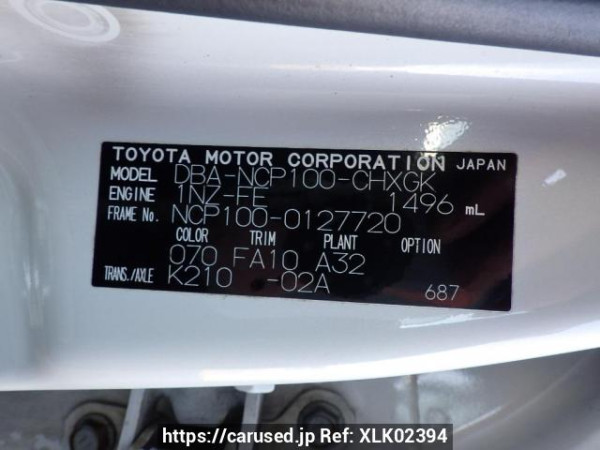 TOYOTA MOTOR CORPORATION JAPAN
MODEL DBA-NCP100-CHXGK
ENGINE 1NZ-FE 1496 mL
FRAME No. NCP100-0127720
COLOR TRIM PLANT OPTION
070 FA10 A32
TRANS./AXLE K210 -02A
687
https://carused.jp Ref: XLK02394